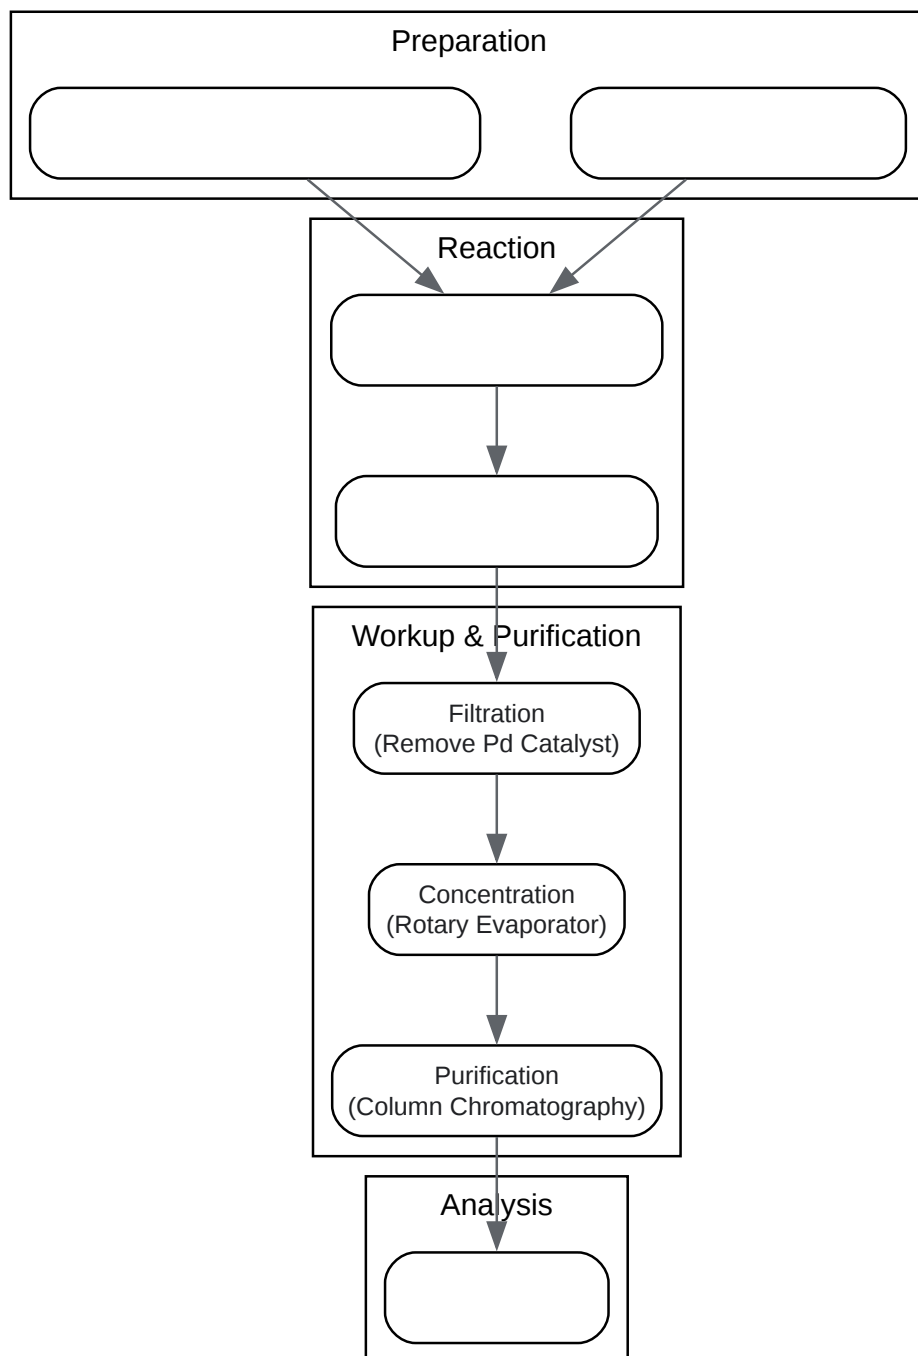 Preparation
Reaction
Workup & Purification
Filtration
(Remove Pd Catalyst)
Concentration
(Rotary Evaporator)
Purification
(Column Chromatography)
Analysis